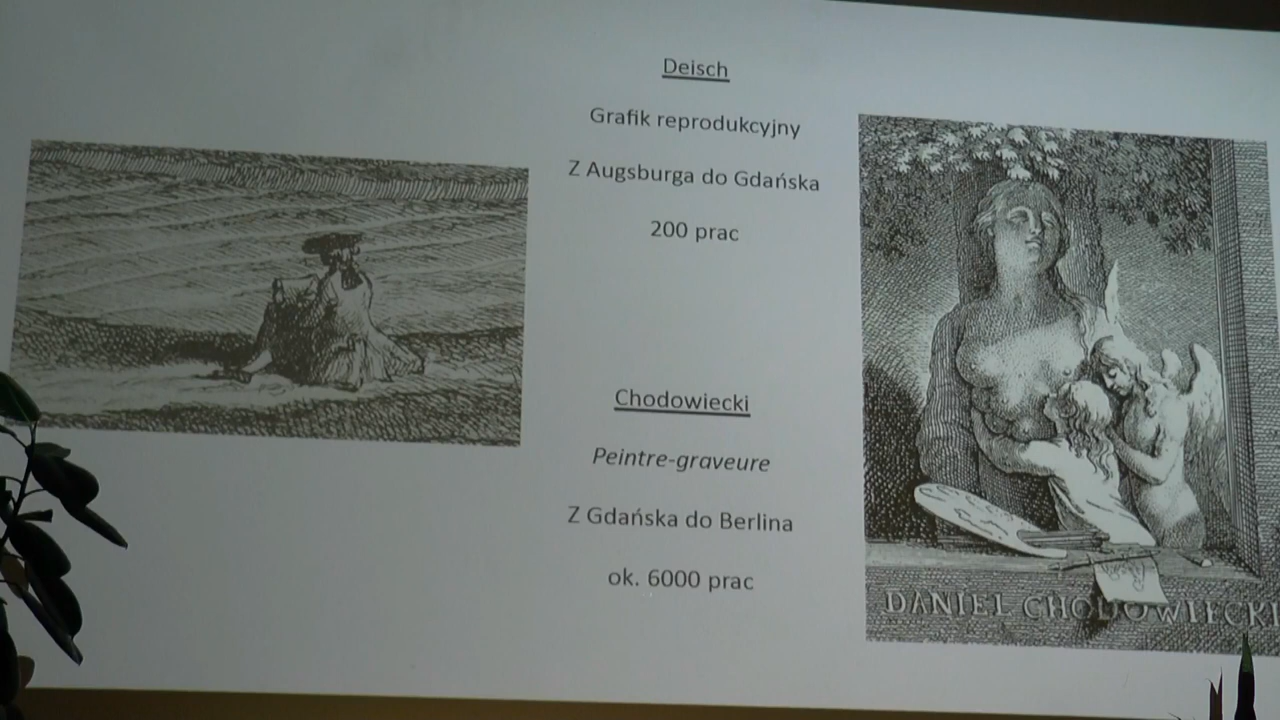 Deisch
Grafik reprodukcyjny
Z Augsburga do Gdańska
200 prac
Chodowiecki
Peintre-graveure
Z Gdańska do Berlina
ok. 6000 prac
DANIEL CHODOWIECKI